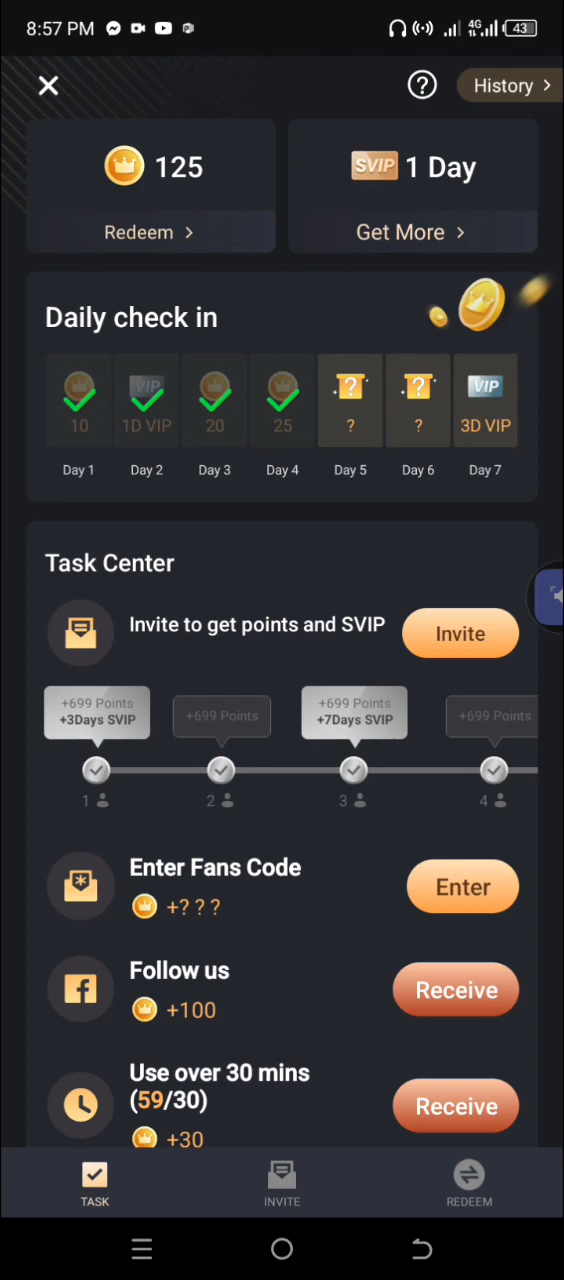 8:57 PM
4G
43
History >
125
SVIP 1 Day
Redeem >
Get More >
Daily check in
VIP
? ? VIP
10 1D VIP 20 25 ? ? 3D VIP
Day 1 Day 2 Day 3 Day 4 Day 5 Day 6 Day 7
Task Center
Invite to get points and SVIP
Invite
+699 Points
+3Days SVIP
+699 Points
+699 Points
+7Days SVIP
+699 Points
1 2 3 4
Enter Fans Code
+? ? ?
Enter
Follow us
+100
Receive
Use over 30 mins
(59/30)
+30
Receive
TASK INVITE REDEEM